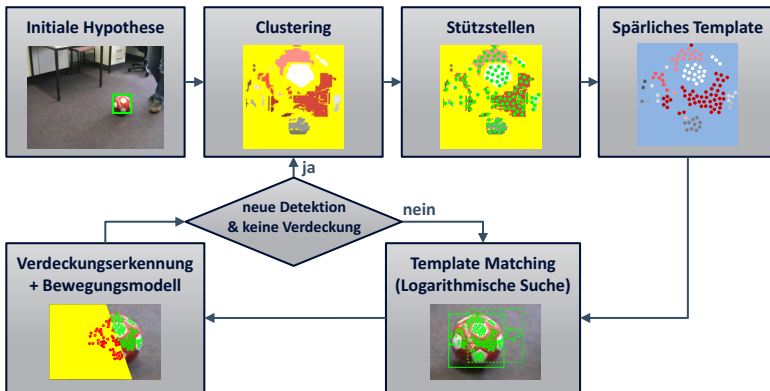 Initiale Hypothese
Clustering
Stützstellen
Spärliches Template
ja
neue Detektion
& keine Verdeckung
nein
Verdeckungserkennung
+ Bewegungsmodell
Template Matching
(Logarithmische Suche)